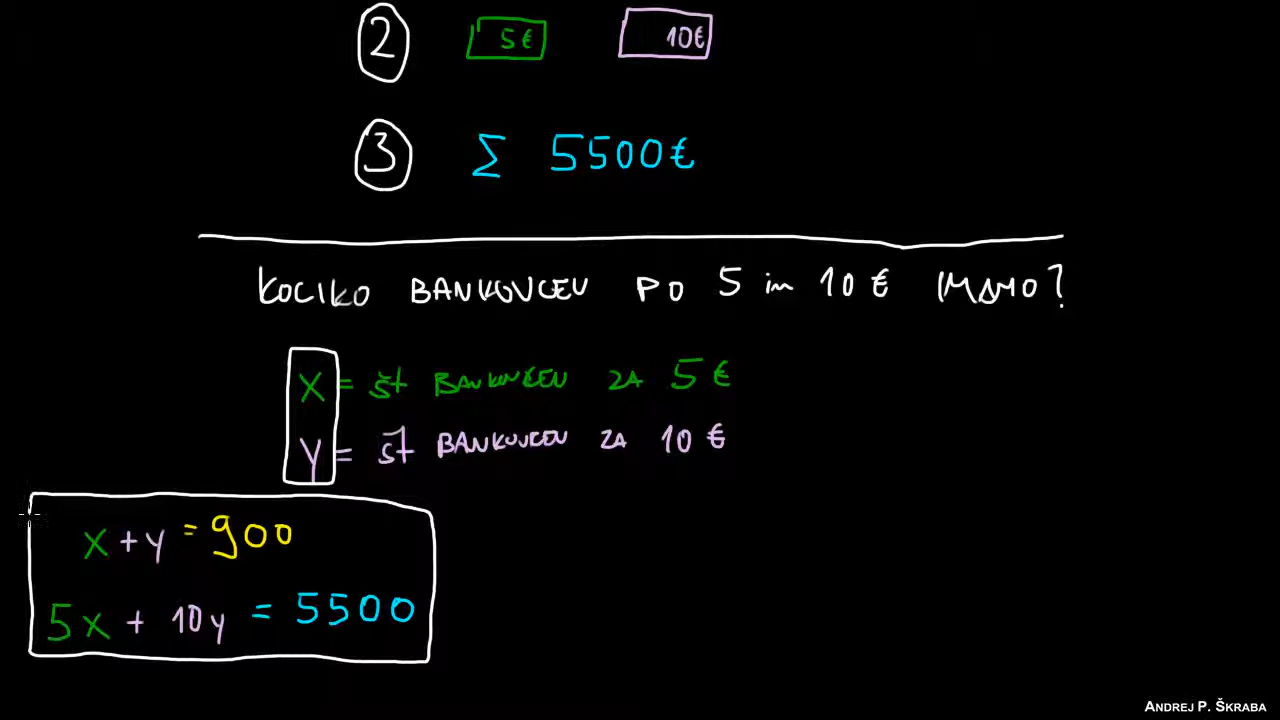 2 5€ 10€
3 Σ 5500€
KOLIKO BANKOVCEV PO 5 in 10 € IMAMO?
X = št BANKOVCEV ZA 5 €
Y = št BANKOVCEV ZA 10 €
x + y = 900
5x + 10y = 5500
ANDREJ P. ŠKRABA